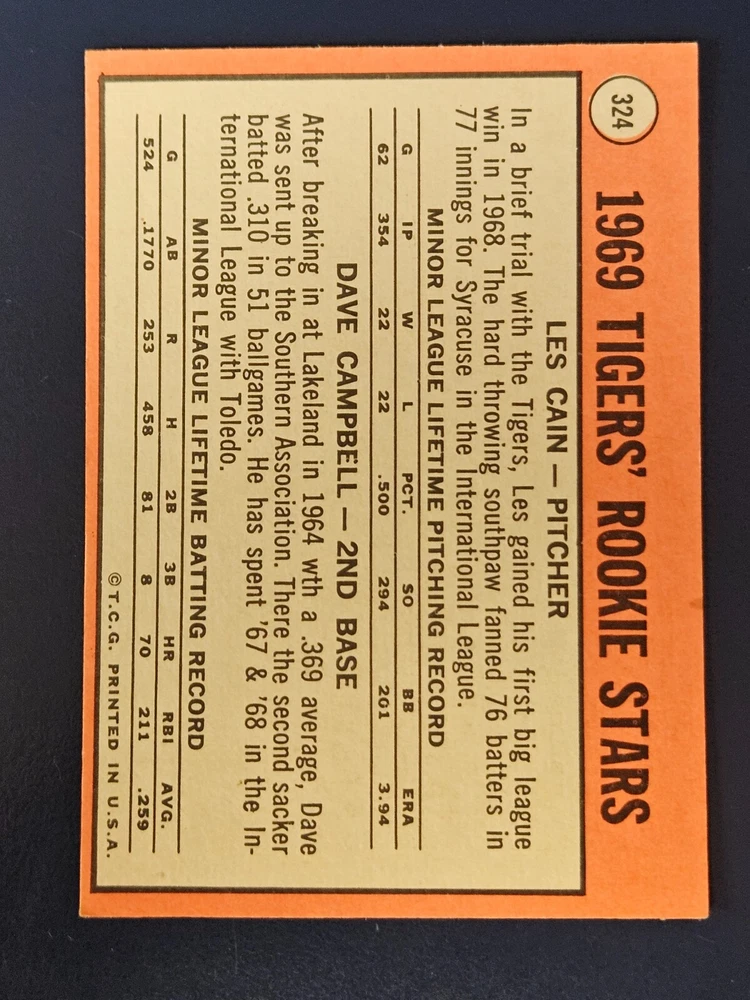 324
1969 TIGERS' ROOKIE STARS
LES CAIN — PITCHER
In a brief trial with the Tigers, Les gained his first big league
win in 1968. The hard throwing southpaw fanned 76 batters in
77 innings for Syracuse in the International League.
MINOR LEAGUE LIFETIME PITCHING RECORD
G IP W L PCT. SO BB ERA
62 354 22 22 .500 294 201 3.94
DAVE CAMPBELL — 2ND BASE
After breaking in at Lakeland in 1964 wth a .369 average, Dave
was sent up to the Southern Association. There the second sacker
batted .310 in 51 ballgames. He has spent '67 & '68 in the In-
ternational League with Toledo.
MINOR LEAGUE LIFETIME BATTING RECORD
G AB R H 2B 3B HR RBI AVG.
524 .1770 253 458 81 8 70 211 .259
©T.C.G. PRINTED IN U.S.A.